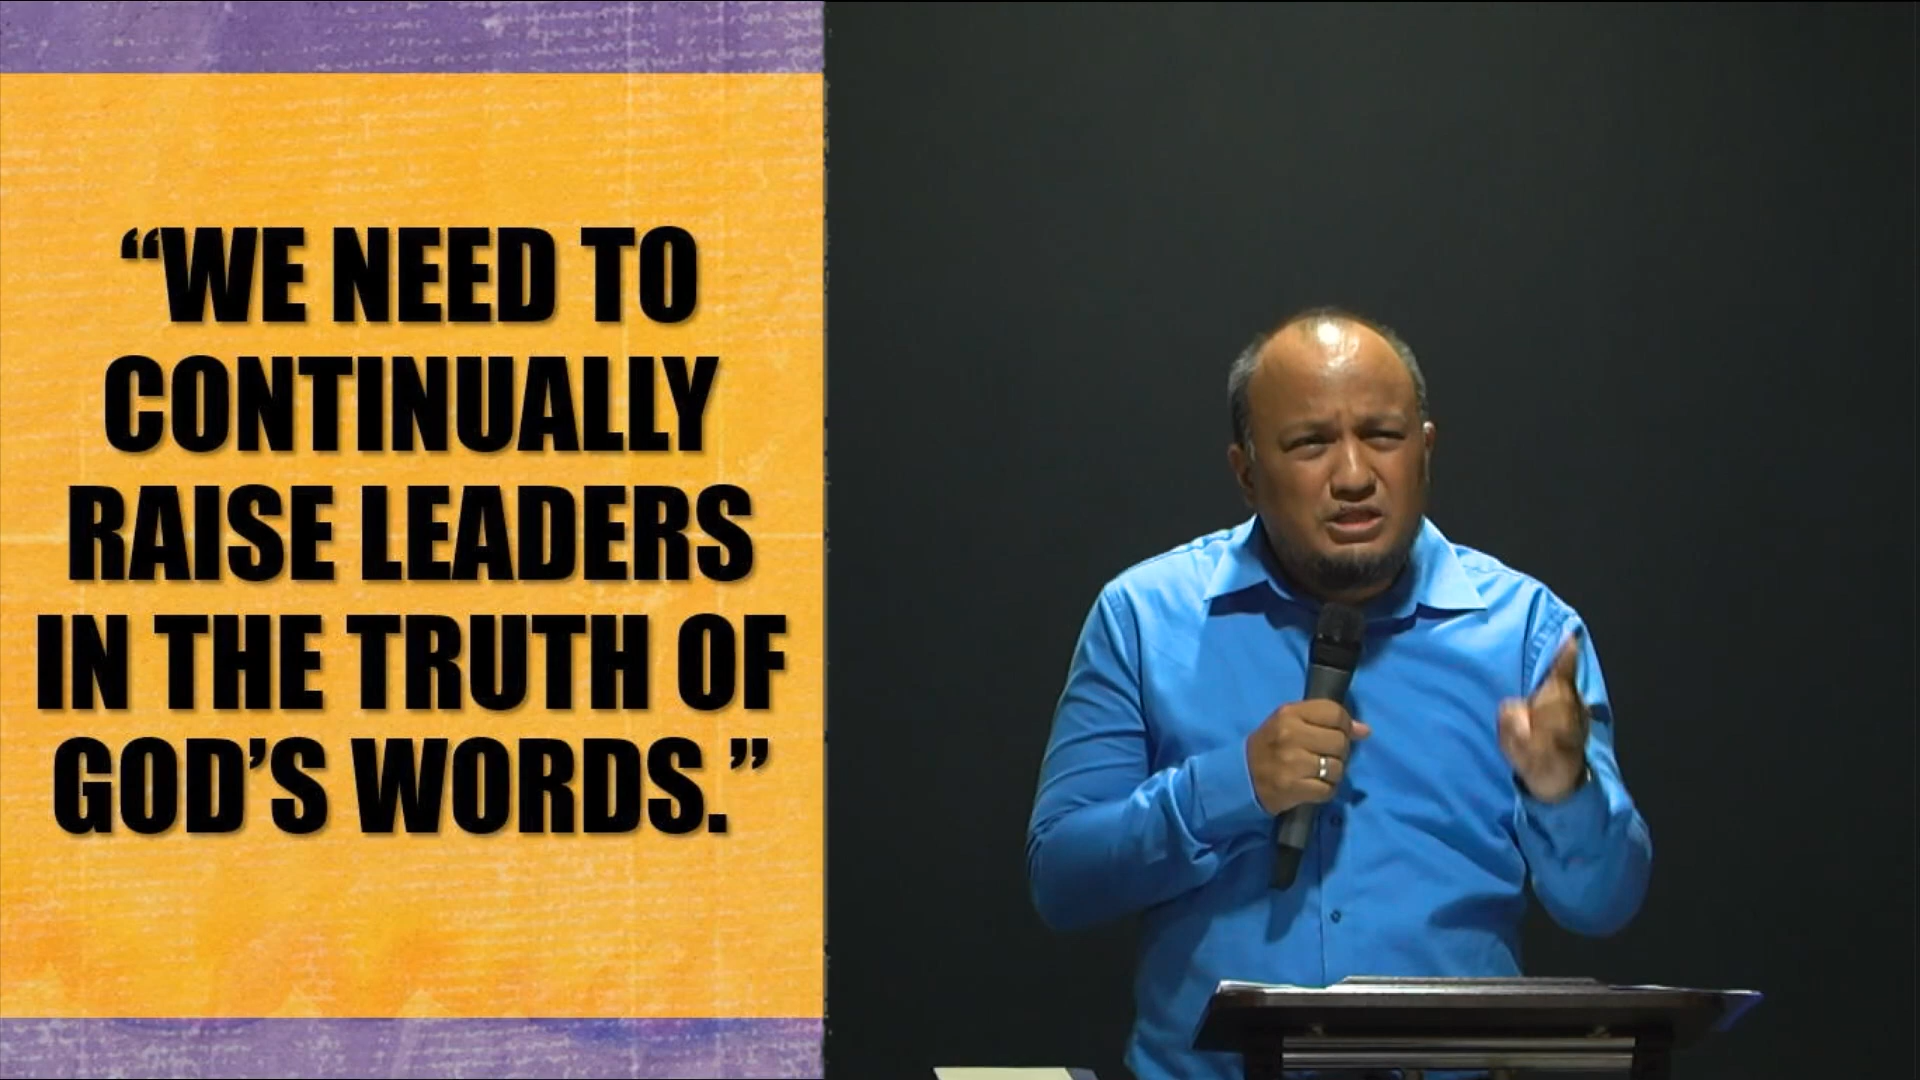 “WE NEED TO
CONTINUALLY
RAISE LEADERS
IN THE TRUTH OF
GOD’S WORDS.”